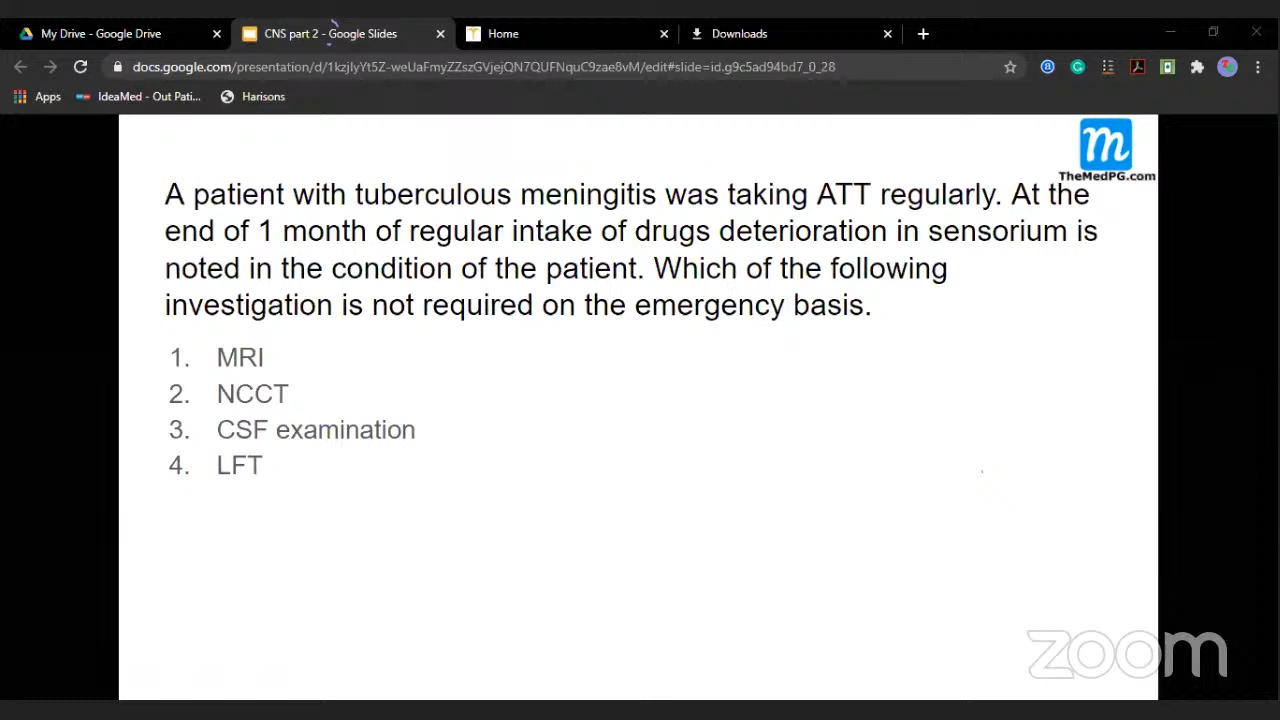 My Drive - Google Drive
CNS part 2 - Google Slides
Home
Downloads
docs.google.com/presentation/d/1kzjlyYt5Z-weUaFmyZZszGVjejQN7QUFNquC9zae8vM/edit#slide=id.g9c5ad94bd7_0_28
Apps
IdeaMed - Out Pati...
Harisons
m
TheMedPG.com
A patient with tuberculous meningitis was taking ATT regularly. At the
end of 1 month of regular intake of drugs deterioration in sensorium is
noted in the condition of the patient. Which of the following
investigation is not required on the emergency basis.
1. MRI
2. NCCT
3. CSF examination
4. LFT
zoom